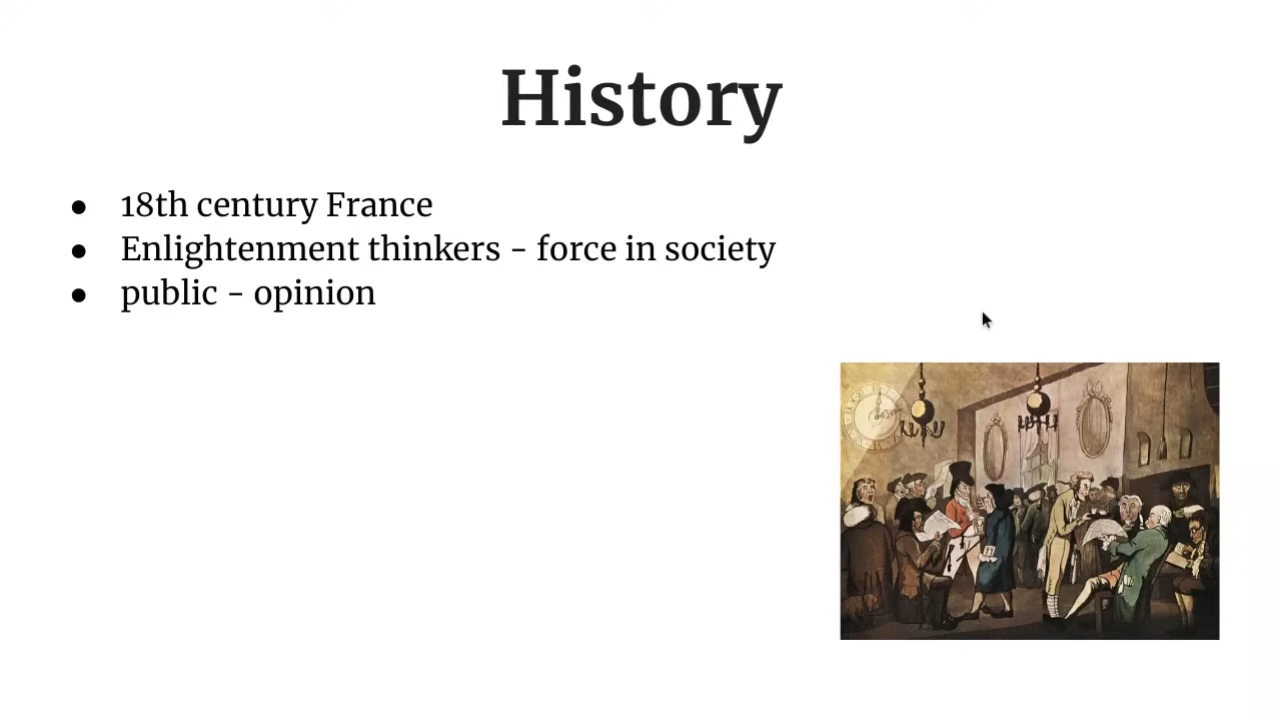 History
● 18th century France
● Enlightenment thinkers - force in society
● public - opinion